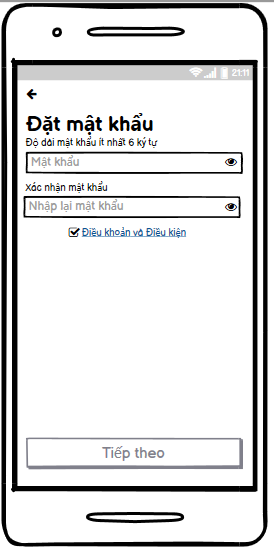 21:11
Đặt mật khẩu
Độ dài mật khẩu ít nhất 6 ký tự
Mật khẩu
Xác nhận mật khẩu
Nhập lại mật khẩu
Điều khoản và Điều kiện
Tiếp theo